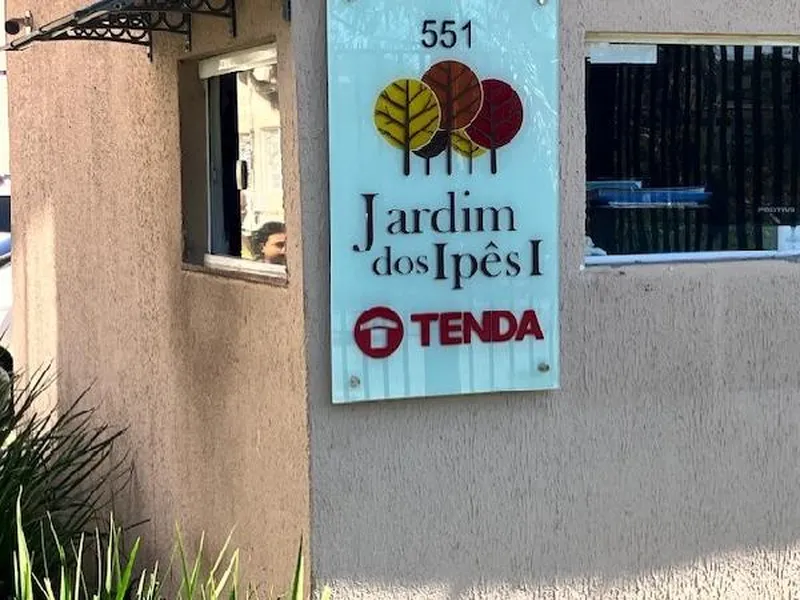 551
Jardim
dos Ipês I
TENDA